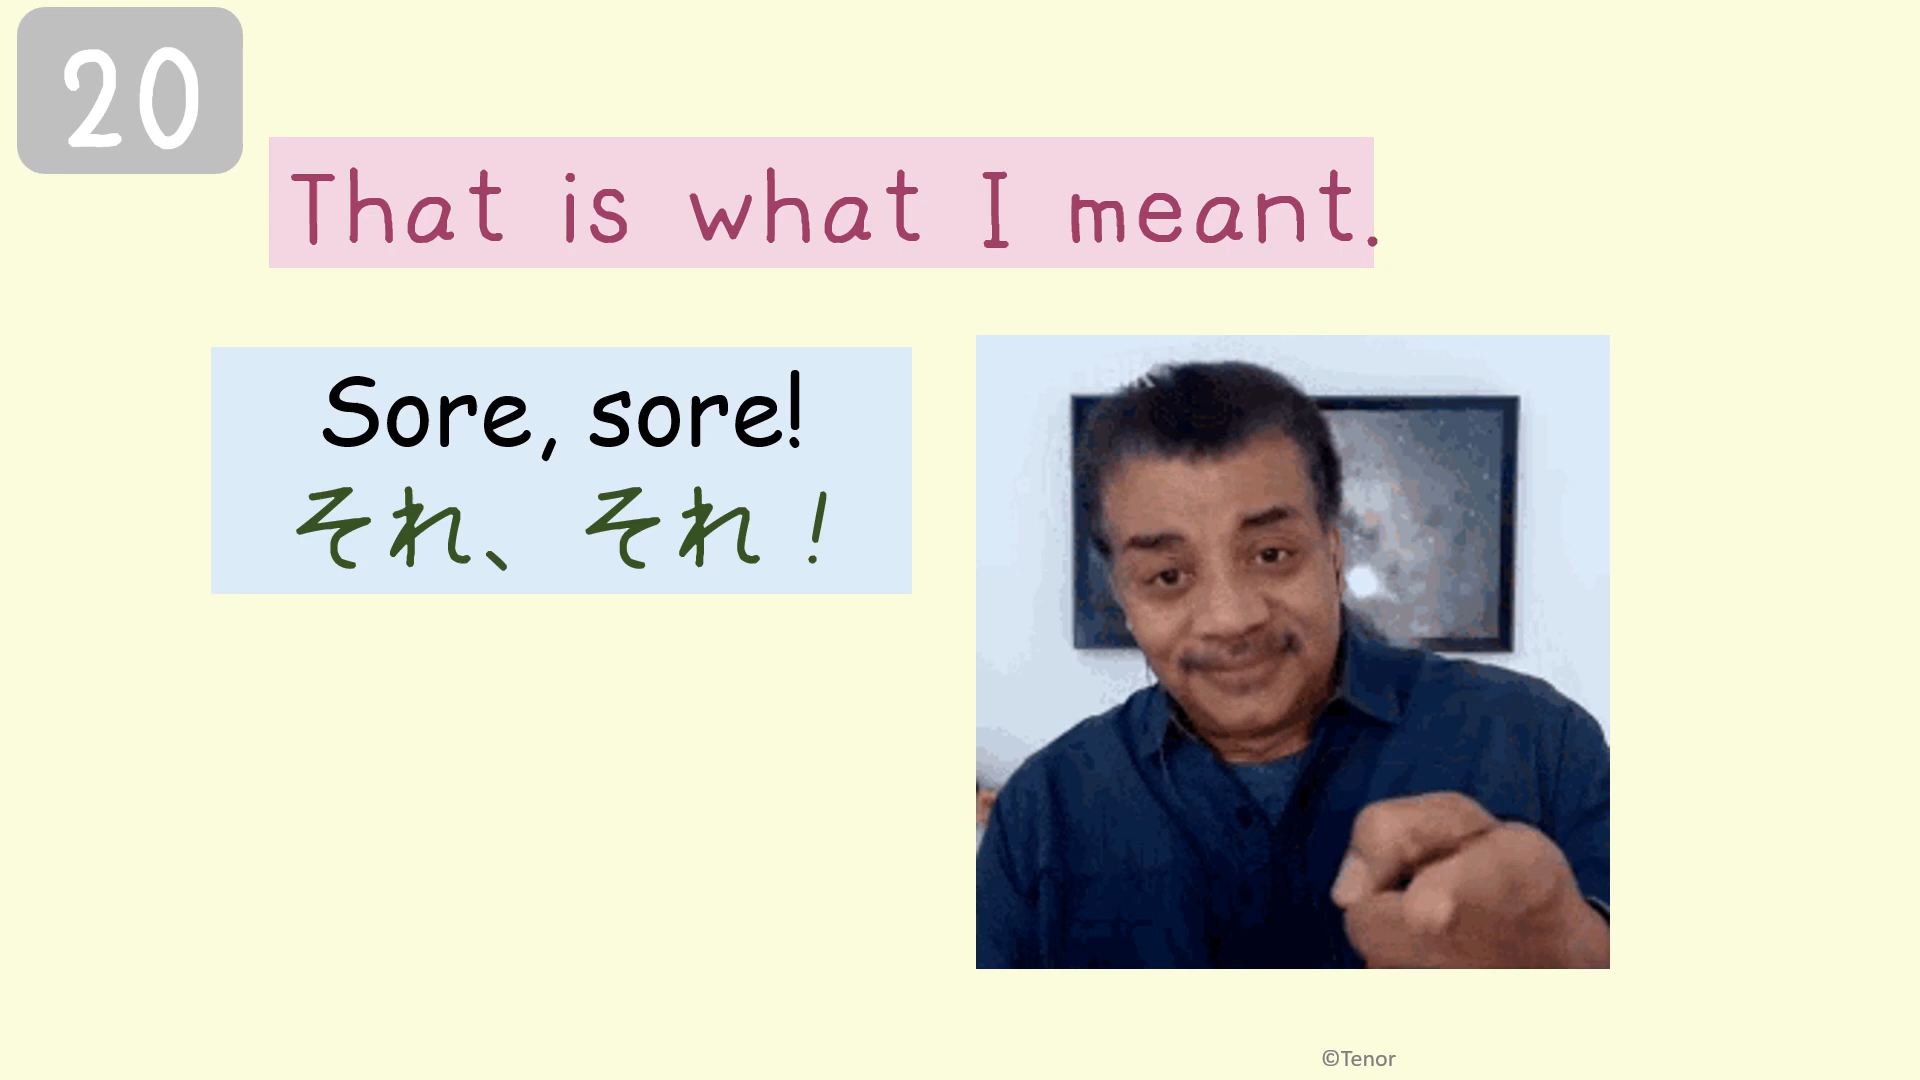 20
That is what I meant.
Sore, sore!
それ、それ！
©Tenor